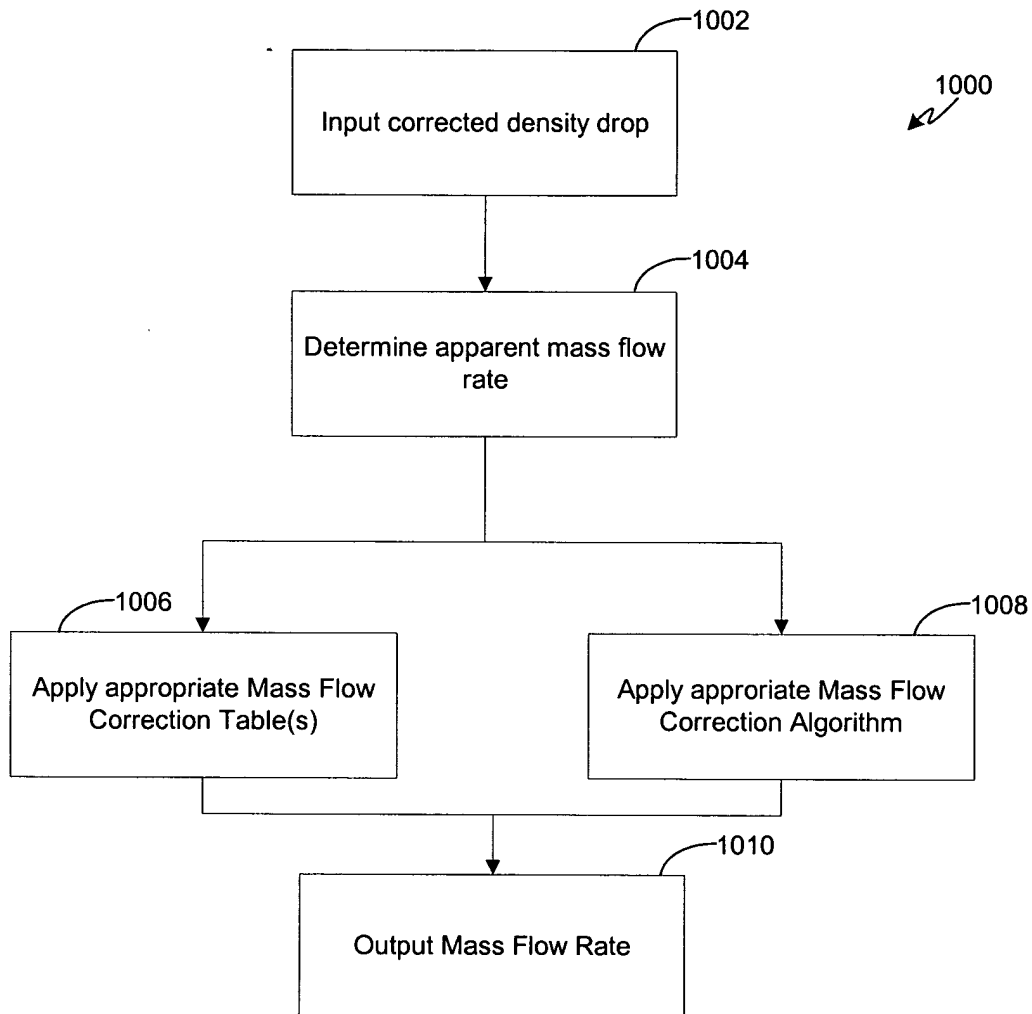 1002
1000
Input corrected density drop
1004
Determine apparent mass flow
rate
1006
1008
Apply appropriate Mass Flow
Correction Table(s)
Apply approriate Mass Flow
Correction Algorithm
1010
Output Mass Flow Rate